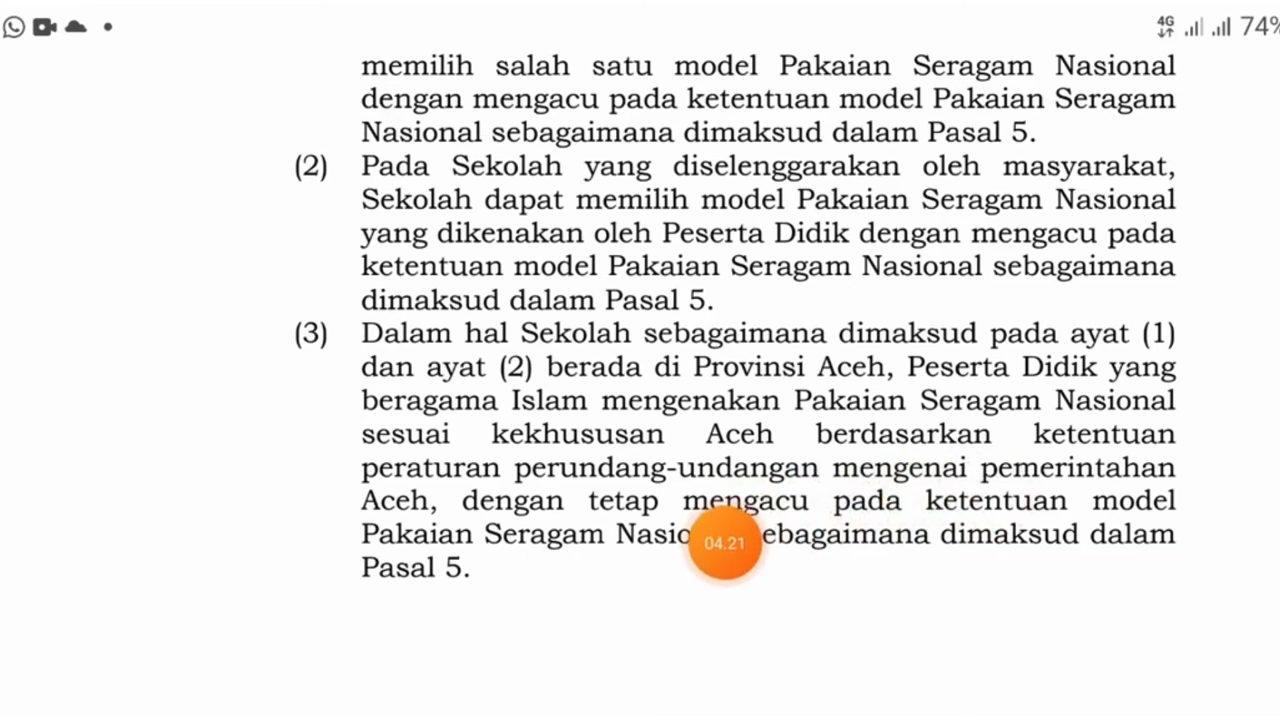 4G 74%
memilih salah satu model Pakaian Seragam Nasional
dengan mengacu pada ketentuan model Pakaian Seragam
Nasional sebagaimana dimaksud dalam Pasal 5.
(2) Pada Sekolah yang diselenggarakan oleh masyarakat,
Sekolah dapat memilih model Pakaian Seragam Nasional
yang dikenakan oleh Peserta Didik dengan mengacu pada
ketentuan model Pakaian Seragam Nasional sebagaimana
dimaksud dalam Pasal 5.
(3) Dalam hal Sekolah sebagaimana dimaksud pada ayat (1)
dan ayat (2) berada di Provinsi Aceh, Peserta Didik yang
beragama Islam mengenakan Pakaian Seragam Nasional
sesuai kekhususan Aceh berdasarkan ketentuan
peraturan perundang-undangan mengenai pemerintahan
Aceh, dengan tetap mengacu pada ketentuan model
Pakaian Seragam Nasio 04.21 ebagaimana dimaksud dalam
Pasal 5.